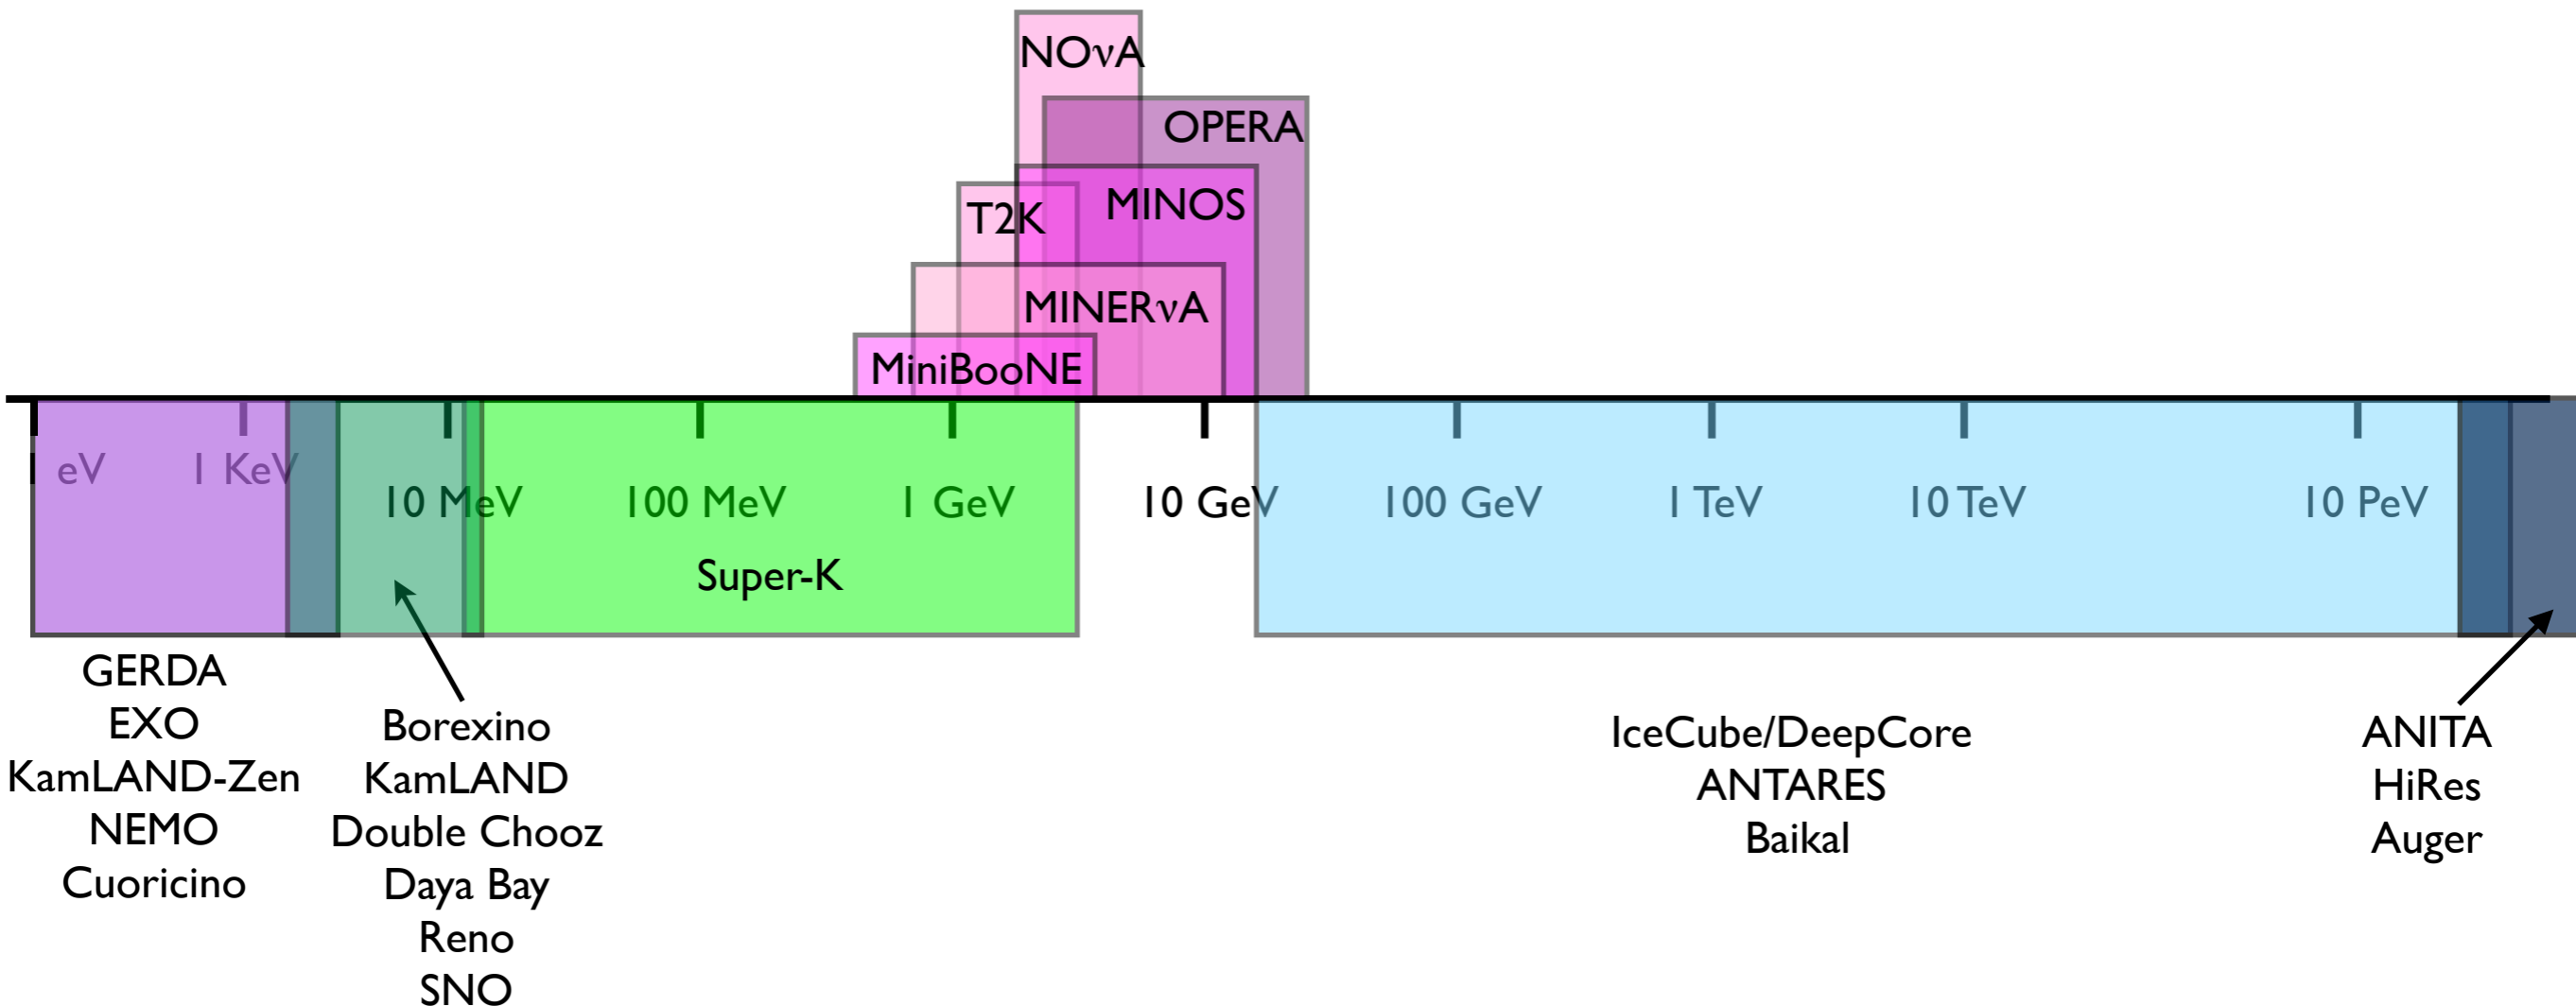 NOνA
OPERA
MINOS
T2K
MINERνA
MiniBooNE
1 eV
1 KeV
10 MeV
100 MeV
1 GeV
10 GeV
100 GeV
1 TeV
10 TeV
10 PeV
Super-K
GERDA
EXO
KamLAND-Zen
NEMO
Cuoricino
Borexino
KamLAND
Double Chooz
Daya Bay
Reno
SNO
IceCube/DeepCore
ANTARES
Baikal
ANITA
HiRes
Auger